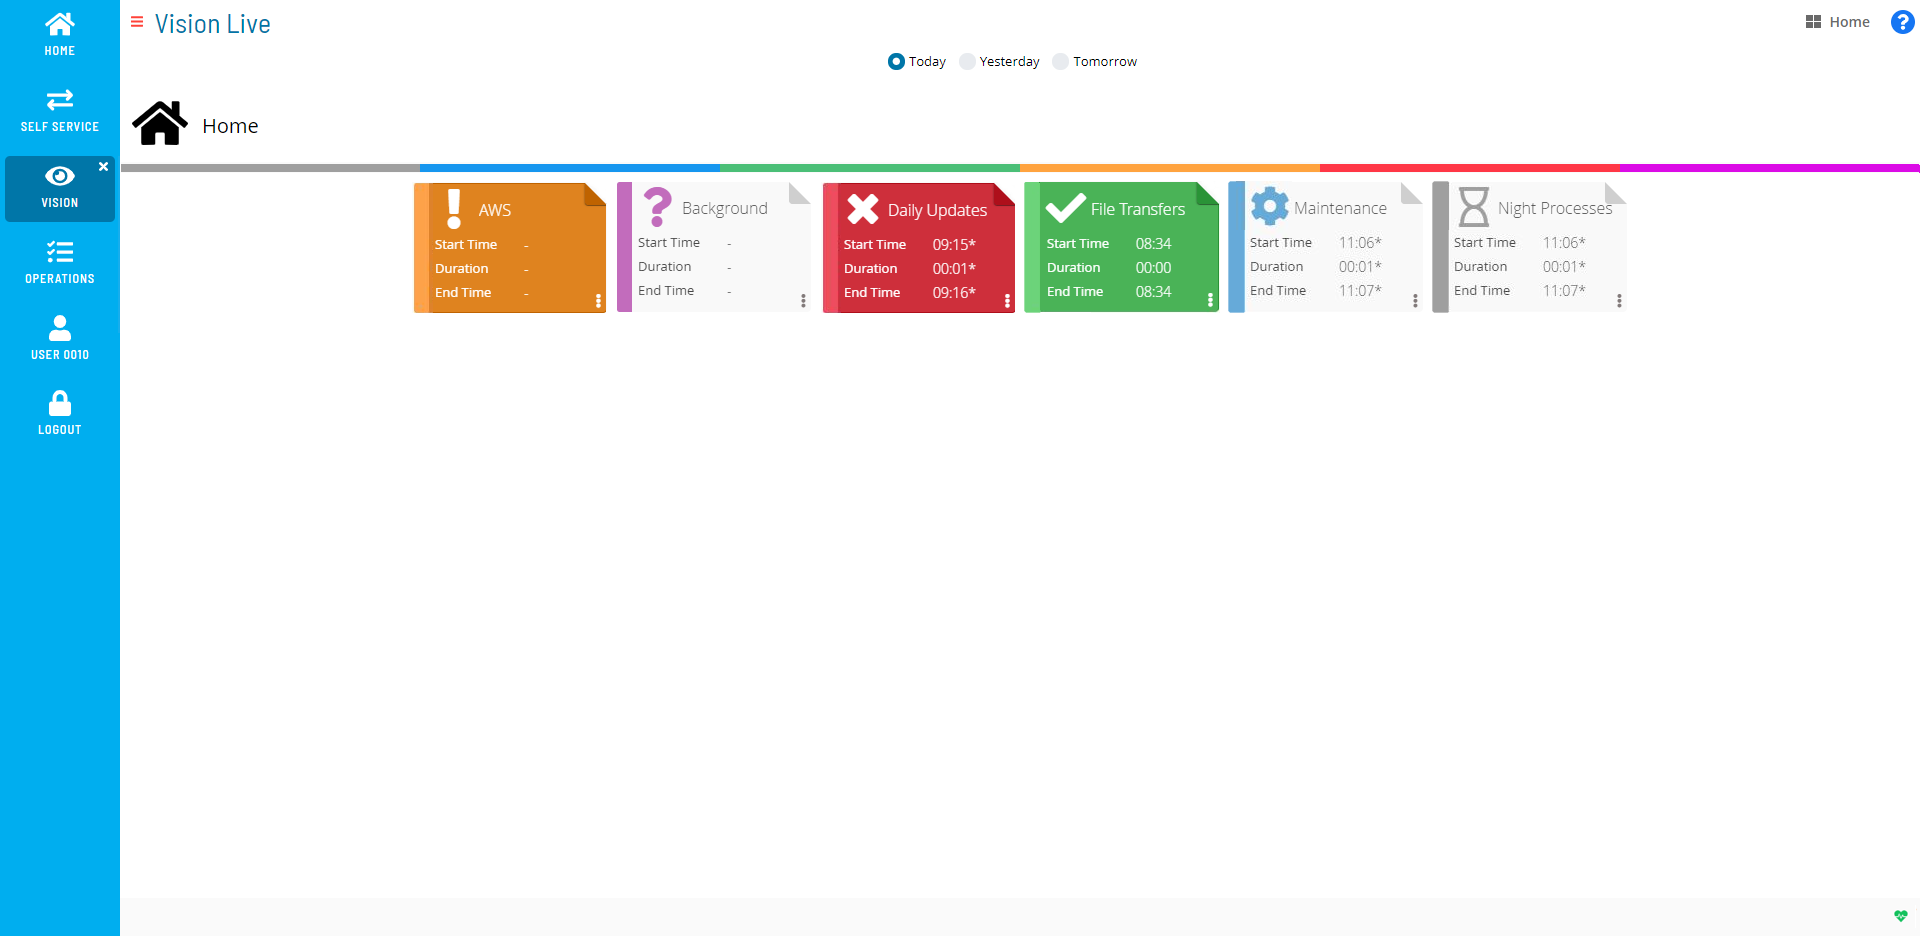 HOME
SELF SERVICE
VISION
OPERATIONS
USER 0010
LOGOUT
Vision Live
Home
Today Yesterday Tomorrow
Home
AWS
Start Time -
Duration -
End Time -
Background
Start Time -
Duration -
End Time -
Daily Updates
Start Time 09:15*
Duration 00:01*
End Time 09:16*
File Transfers
Start Time 08:34
Duration 00:00
End Time 08:34
Maintenance
Start Time 11:06*
Duration 00:01*
End Time 11:07*
Night Processes
Start Time 11:06*
Duration 00:01*
End Time 11:07*